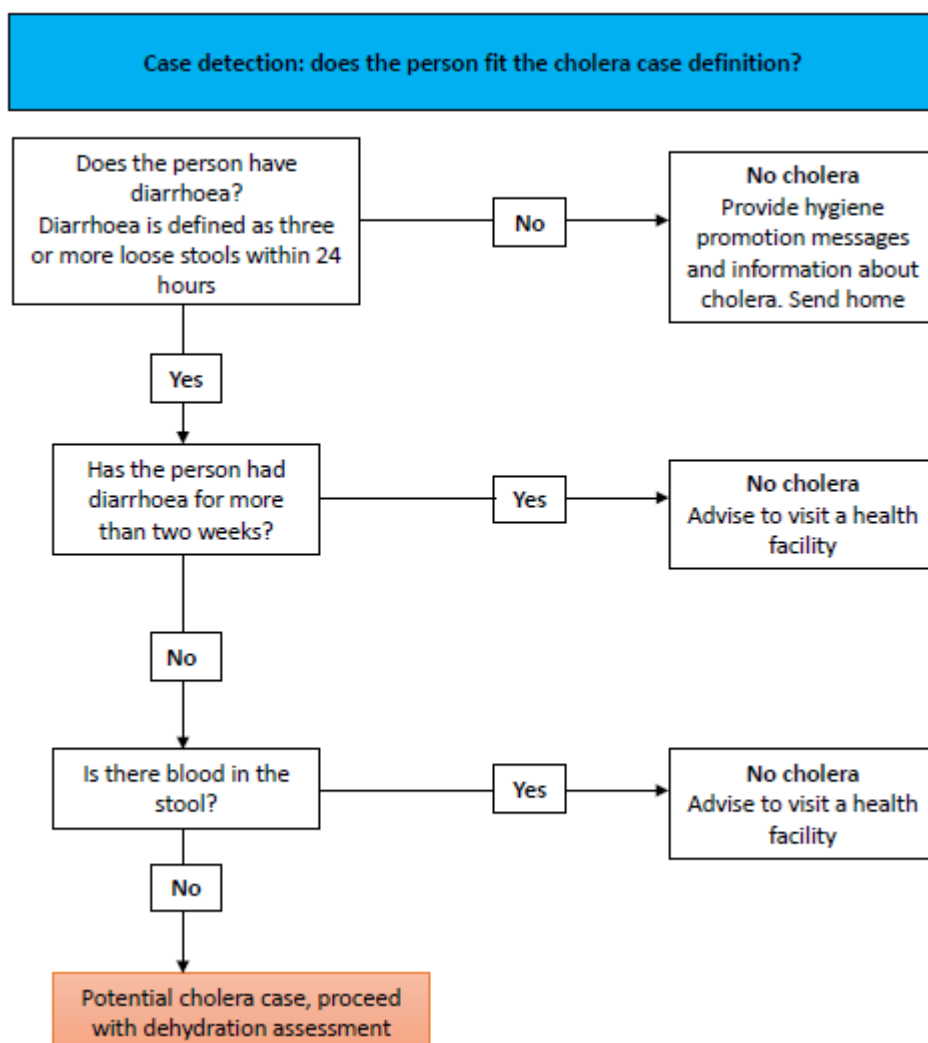 Case detection: does the person fit the cholera case definition?
Does the person have
diarrhoea?
Diarrhoea is defined as three
or more loose stools within 24
hours
No
No cholera
Provide hygiene
promotion messages
and information about
cholera. Send home
Yes
Has the person had
diarrhoea for more
than two weeks?
Yes
No cholera
Advise to visit a health
facility
No
Is there blood in the
stool?
Yes
No cholera
Advise to visit a health
facility
No
Potential cholera case, proceed
with dehydration assessment